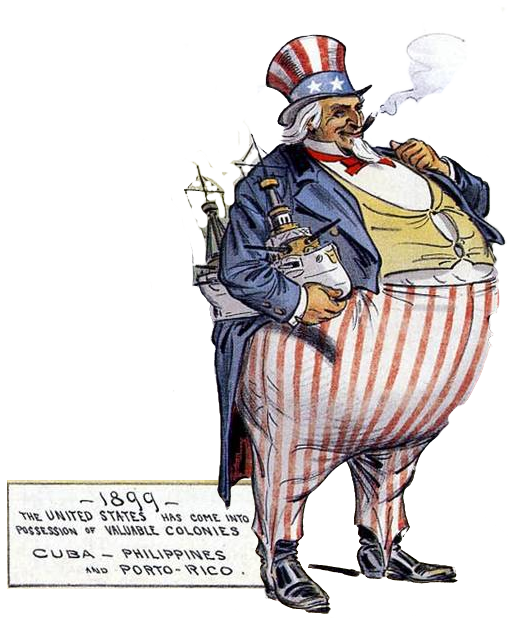 - 1899 -
THE UNITED STATES HAS COME INTO
POSSESSION OF VALUABLE COLONIES
CUBA - PHILIPPINES
AND PORTO-RICO.